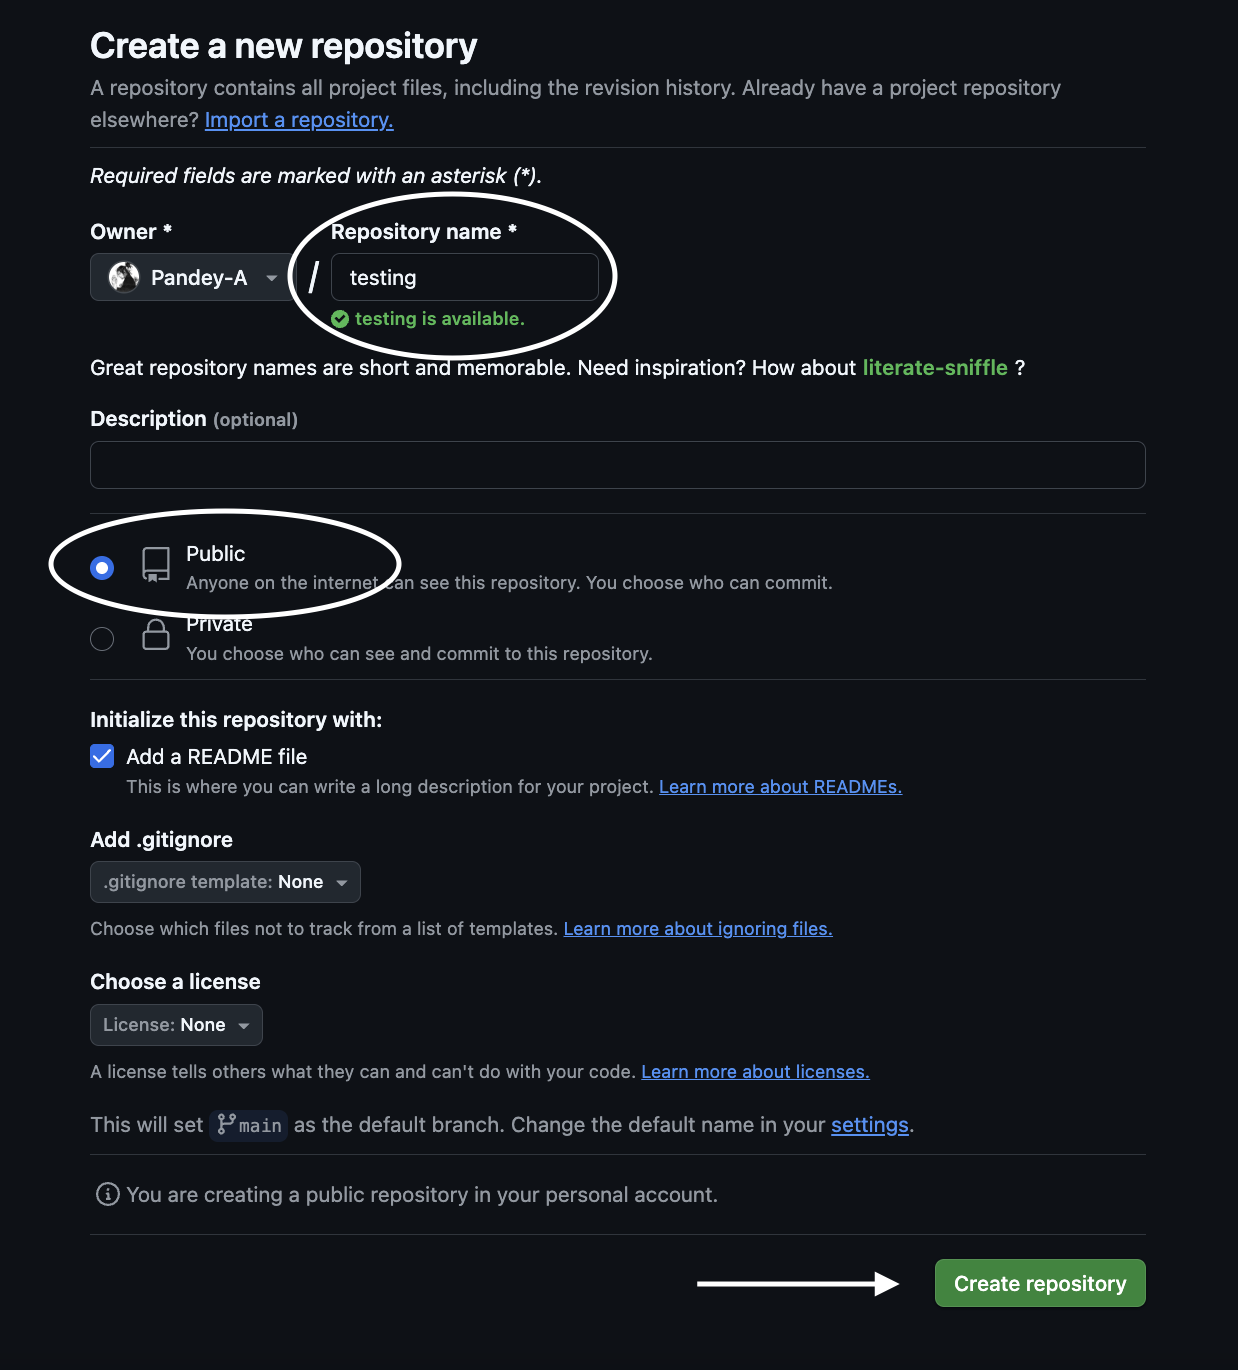 Create a new repository
A repository contains all project files, including the revision history. Already have a project repository
elsewhere? Import a repository.
Required fields are marked with an asterisk (*).
Owner *
Repository name *
Pandey-A
/
testing
testing is available.
Great repository names are short and memorable. Need inspiration? How about literate-sniffle ?
Description (optional)
Public
Anyone on the internet can see this repository. You choose who can commit.
Private
You choose who can see and commit to this repository.
Initialize this repository with:
Add a README file
This is where you can write a long description for your project. Learn more about READMEs.
Add .gitignore
.gitignore template: None
Choose which files not to track from a list of templates. Learn more about ignoring files.
Choose a license
License: None
A license tells others what they can and can't do with your code. Learn more about licenses.
This will set main as the default branch. Change the default name in your settings.
You are creating a public repository in your personal account.
Create repository